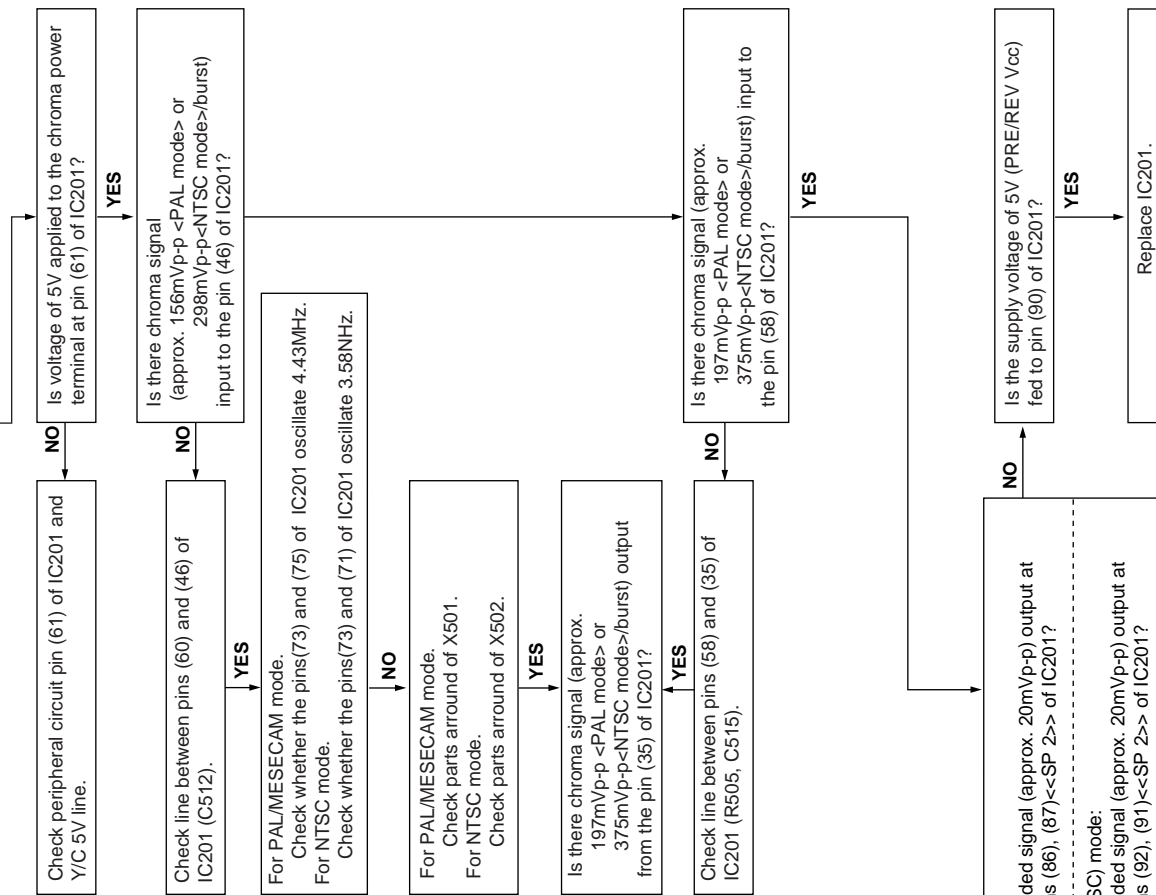 Is voltage of 5V applied to the chroma power
terminal at pin (61) of IC201?
NO
YES
Check peripheral circuit pin (61) of IC201 and
Y/C 5V line.
Is there chroma signal
(approx. 156mVp-p <PAL mode> or
298mVp-p<NTSC mode>/burst)
input to the pin (46) of IC201?
NO
Check line between pins (60) and (46) of
IC201 (C512).
YES
For PAL/MESECAM mode.
Check whether the pins(73) and (75) of IC201 oscillate 4.43MHz.
For NTSC mode.
Check whether the pins(73) and (71) of IC201 oscillate 3.58NHz.
NO
For PAL/MESECAM mode.
Check parts arround of X501.
For NTSC mode.
Check parts arround of X502.
YES
Is there chroma signal (approx.
197mVp-p <PAL mode> or
375mVp-p<NTSC mode>/burst) output
from the pin (35) of IC201?
YES
Check line between pins (58) and (35) of
IC201 (R505, C515).
NO
Is there chroma signal (approx.
197mVp-p <PAL mode> or
375mVp-p<NTSC mode>/burst) input to
the pin (58) of IC201?
YES
ded signal (approx. 20mVp-p) output at
s (86), (87)<<SP 2>> of IC201?
SC) mode:
ded signal (approx. 20mVp-p) output at
s (92), (91)<<SP 2>> of IC201?
NO
Is the supply voltage of 5V (PRE/REV Vcc)
fed to pin (90) of IC201?
YES
Replace IC201.